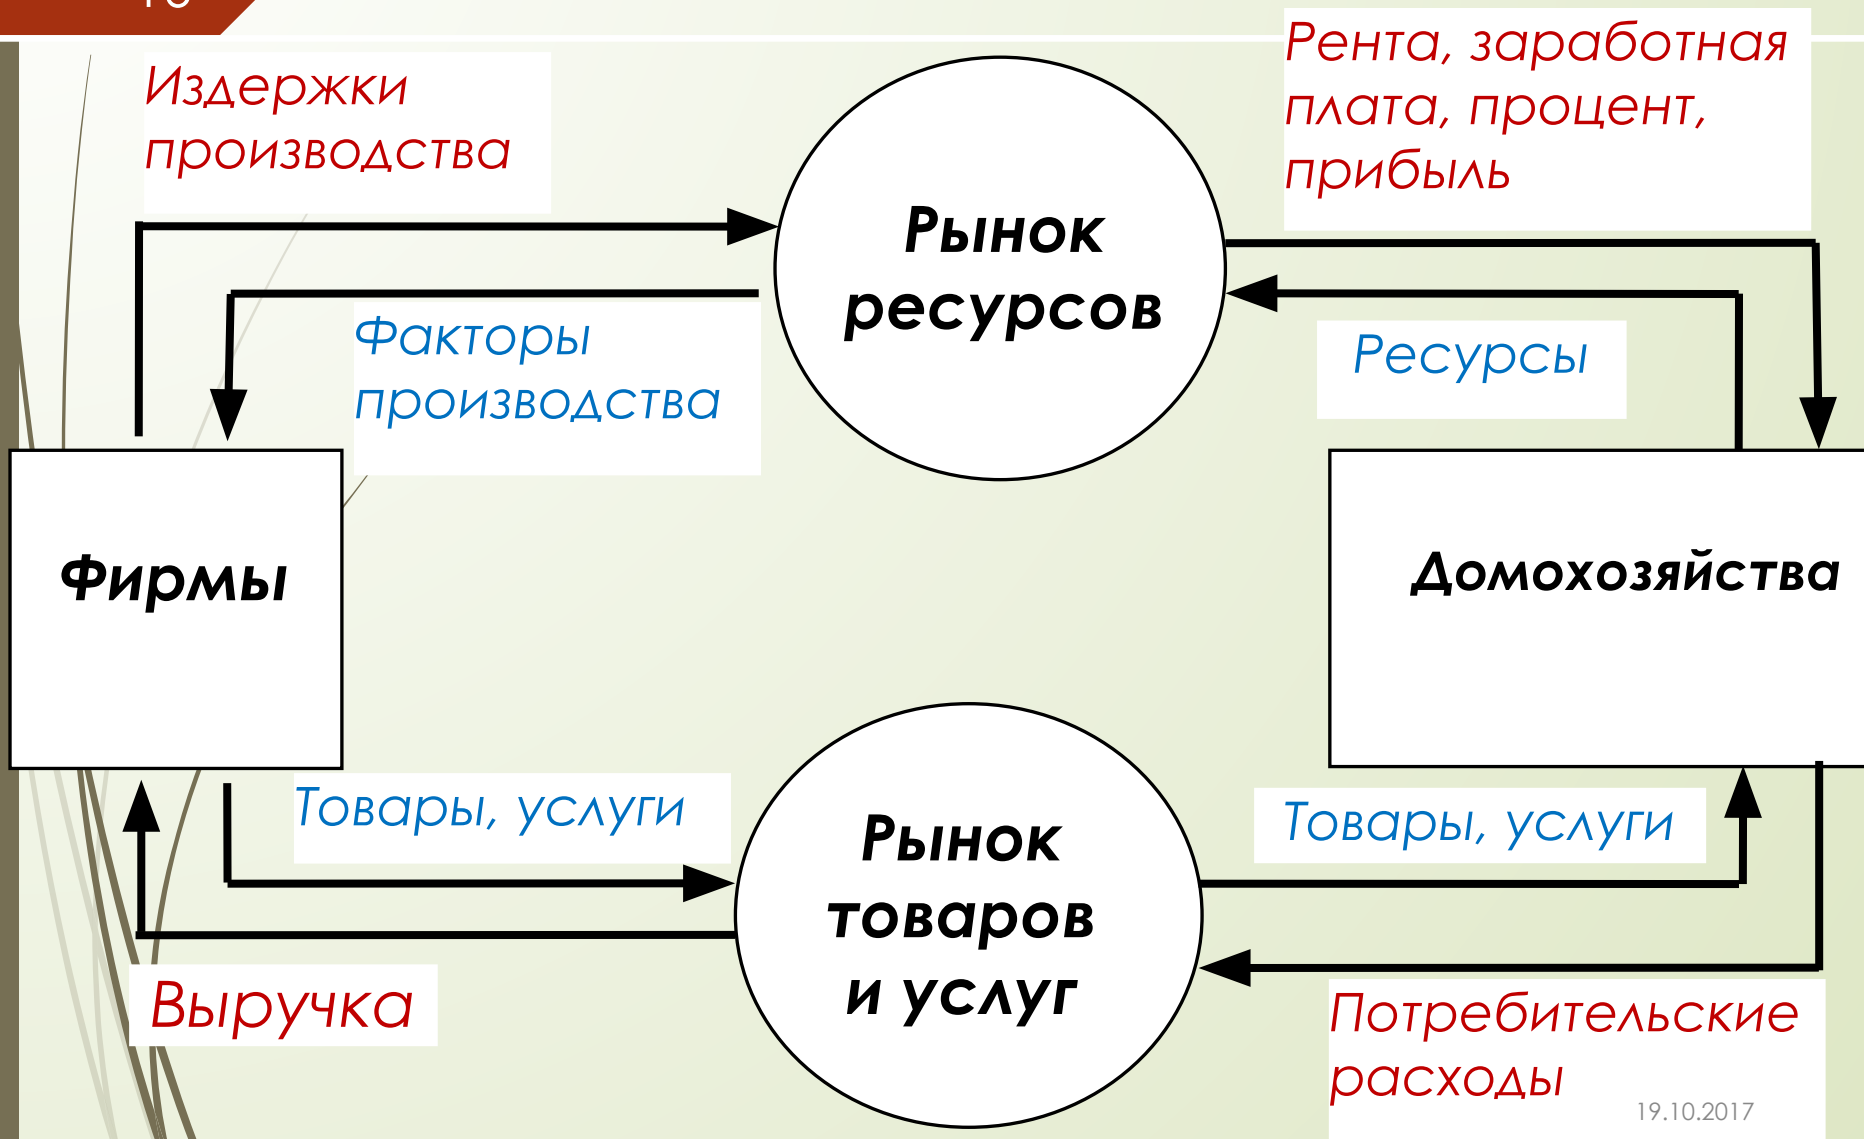 Издержки
производства
Рента, заработная
плата, процент,
прибыль
Рынок
ресурсов
Факторы
производства
Ресурсы
Фирмы
Домохозяйства
Товары, услуги
Товары, услуги
Рынок
товаров
и услуг
Выручка
Потребительские
расходы
19.10.2017